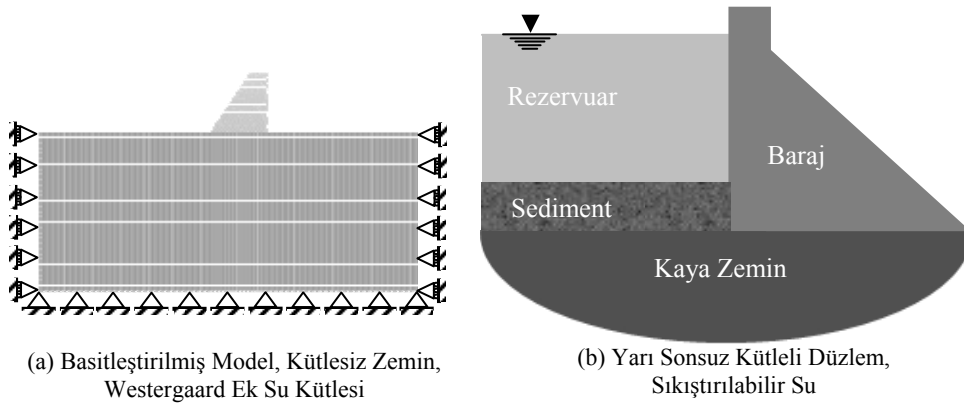 Rezervuar
Baraj
Sediment
Kaya Zemin
(a) Basitleştirilmiş Model, Kütlesiz Zemin,
Westergaard Ek Su Kütlesi
(b) Yarı Sonsuz Kütleli Düzlem,
Sıkıştırılabilir Su